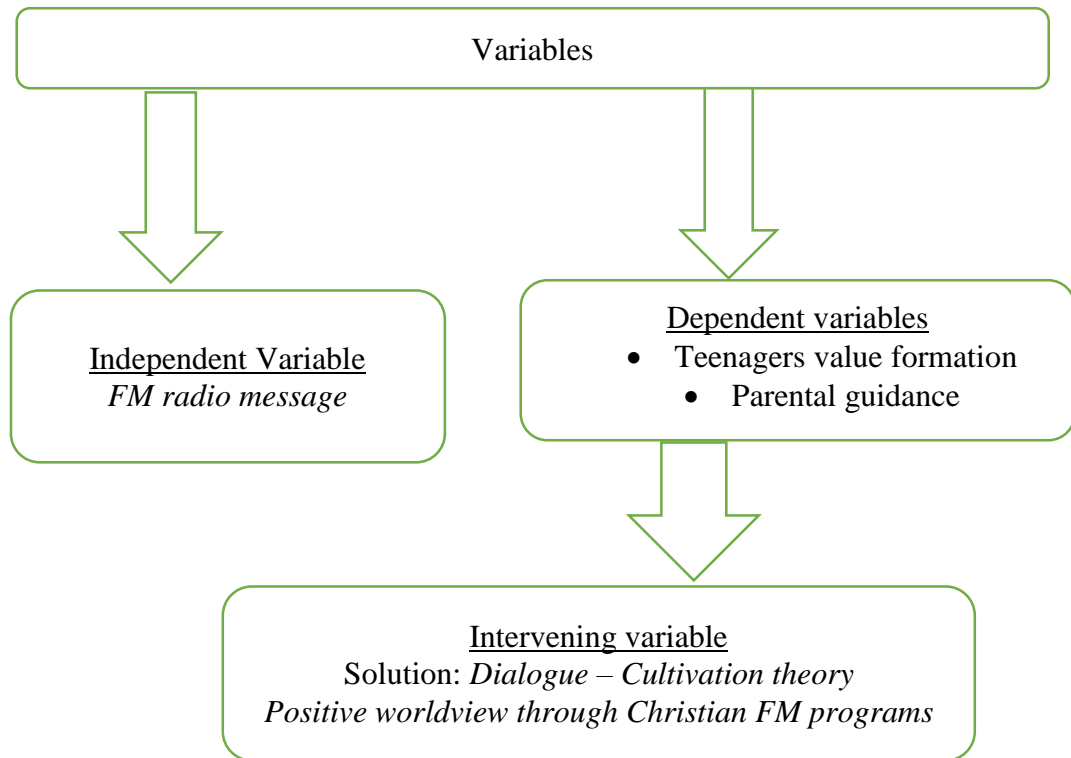 Variables
Independent Variable
FM radio message
Dependent variables
• Teenagers value formation
• Parental guidance
Intervening variable
Solution: Dialogue – Cultivation theory
Positive worldview through Christian FM programs